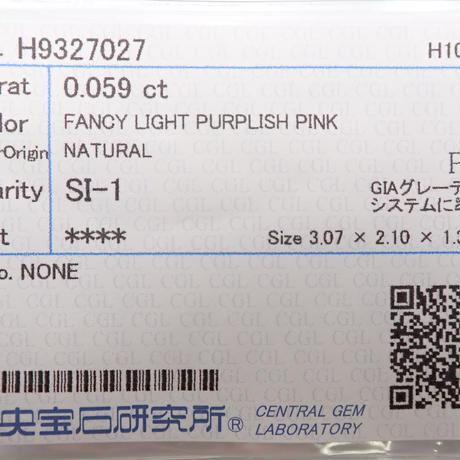 H9327027 H10
rat 0.059 ct
lor FANCY LIGHT PURPLISH PINK
Origin NATURAL
arity SI-1
GIAグレーデ
システムに
t **** Size 3.07 × 2.10 × 1.3
o. NONE
CENTRAL GEM
央宝石研究所® LABORATORY